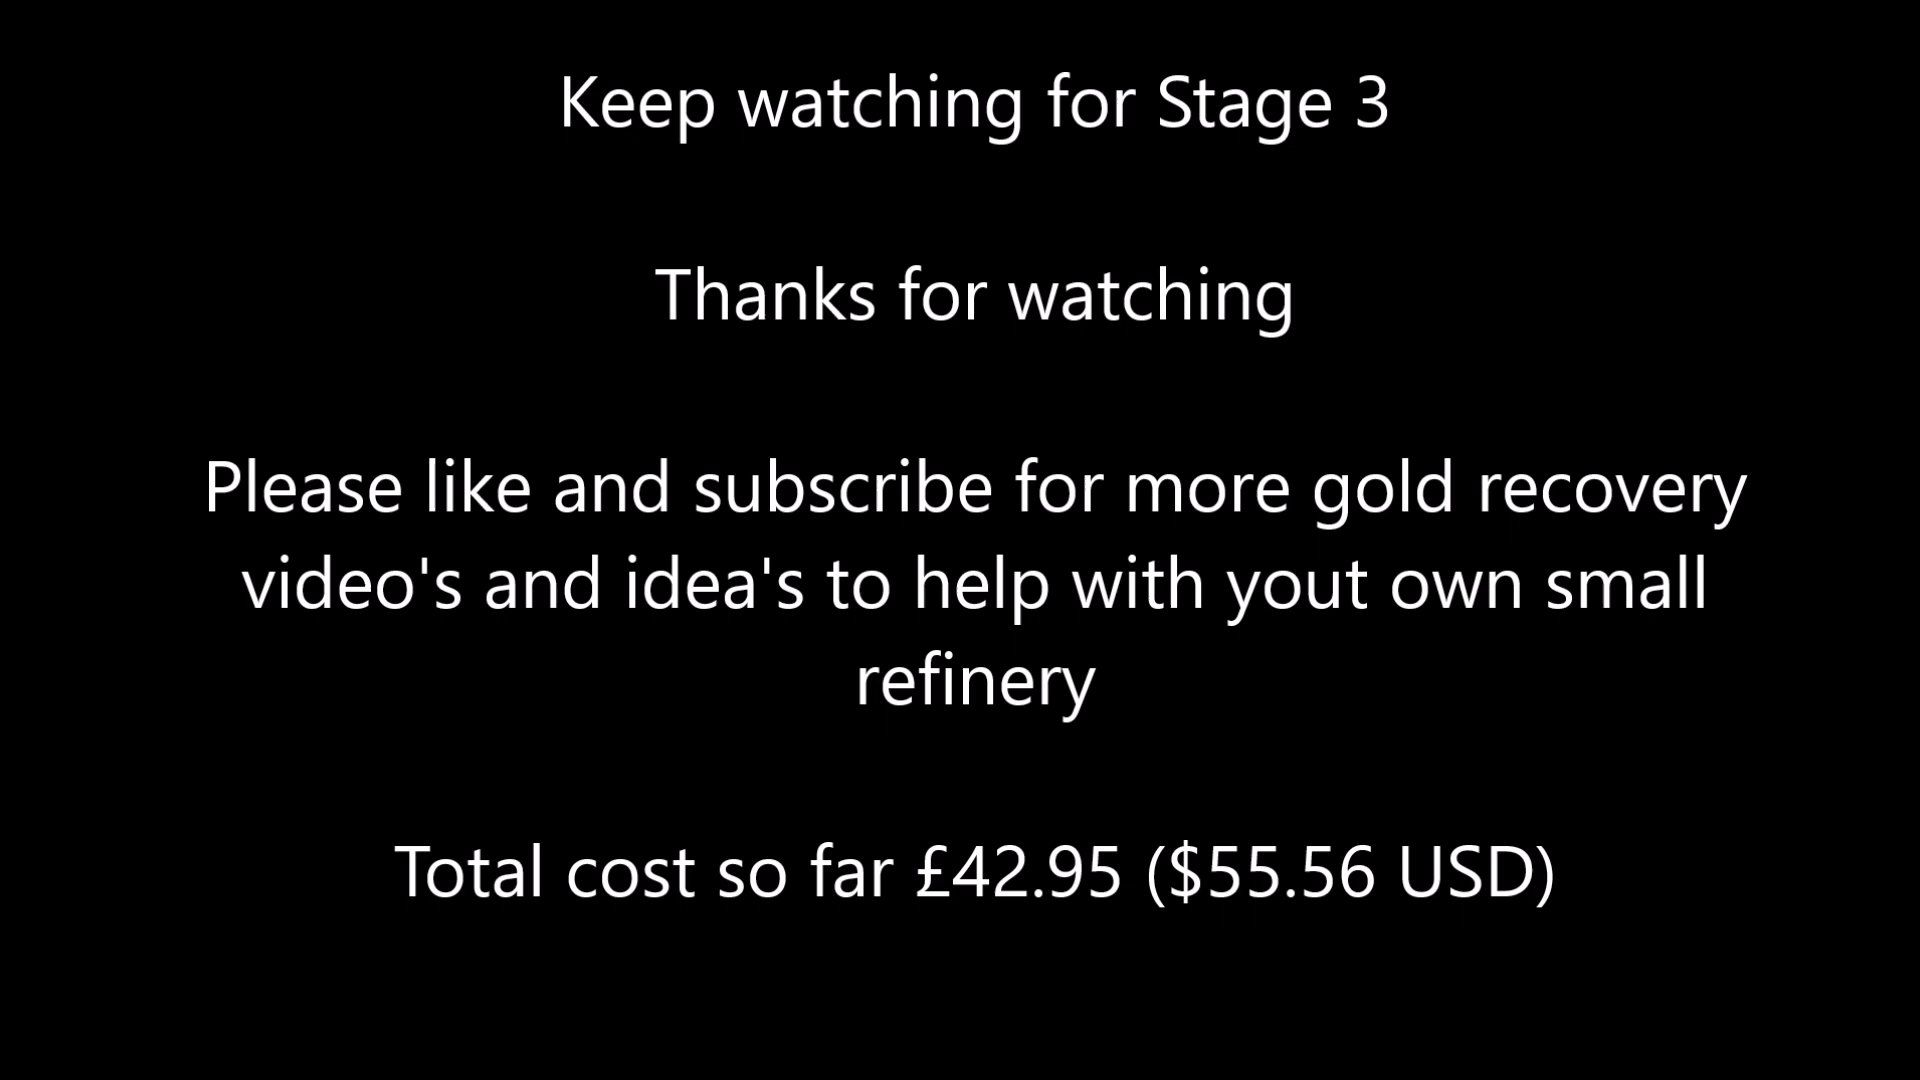 Keep watching for Stage 3
Thanks for watching
Please like and subscribe for more gold recovery
video's and idea's to help with yout own small
refinery
Total cost so far £42.95 ($55.56 USD)